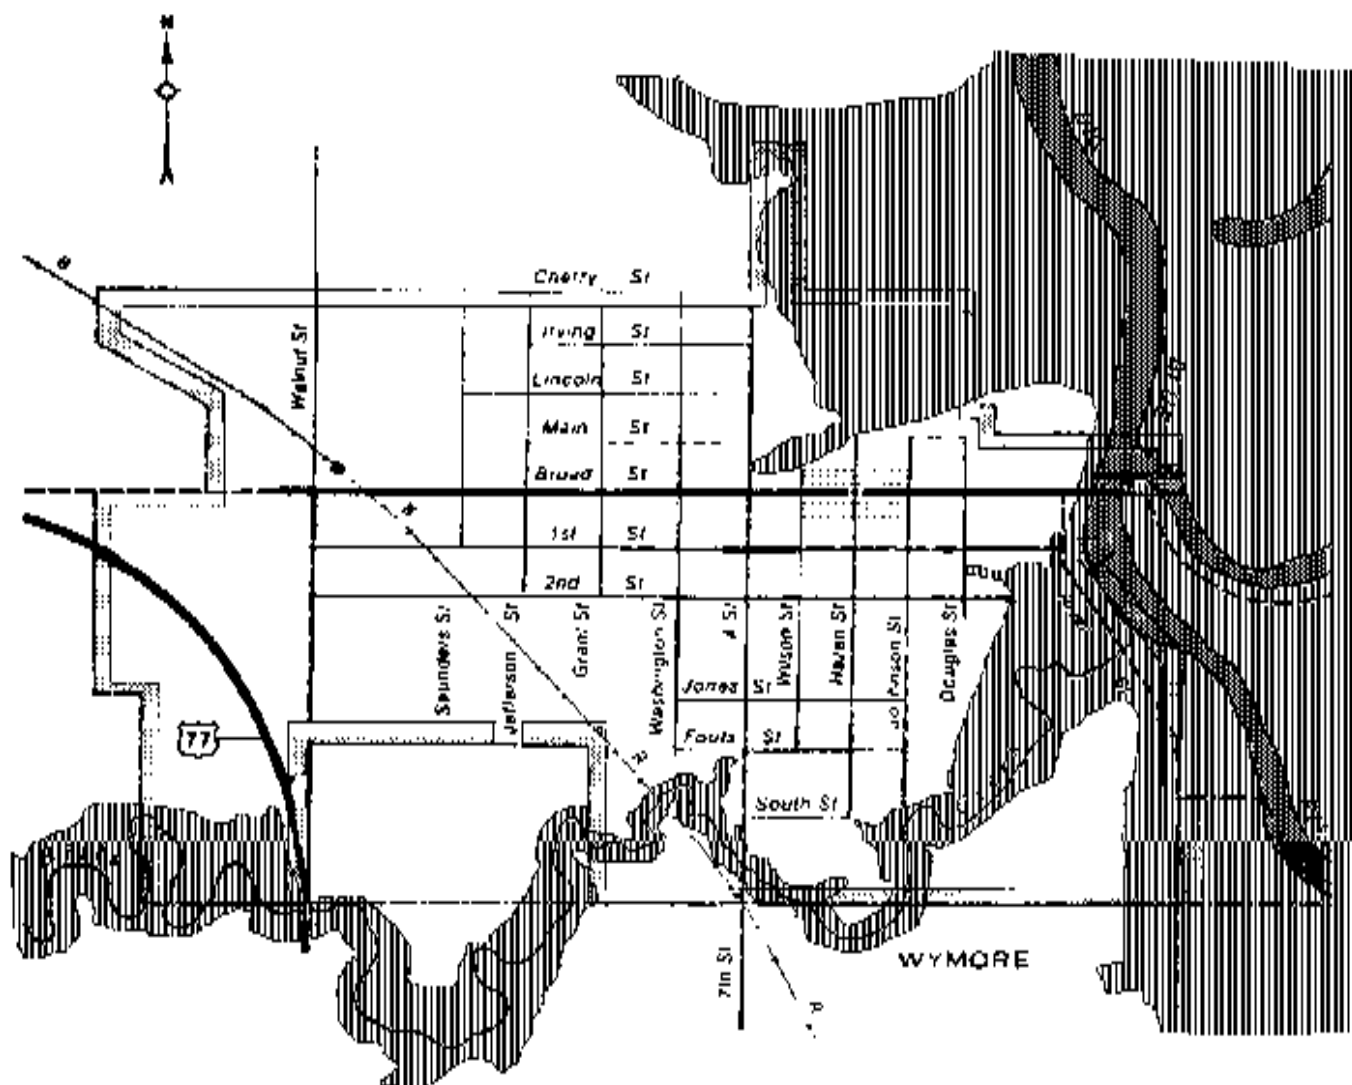 N
Cherry St
Irving St
Lincoln St
Main St
Broad St
1st St
2nd St
Walnut St
Saunders St
Jefferson St
Grant St
Washington St
A St
Wilson St
Hazen St
Johnson St
Douglas St
Jones St
Fouts St
South St
77
BLUE
WYMORE
7th St